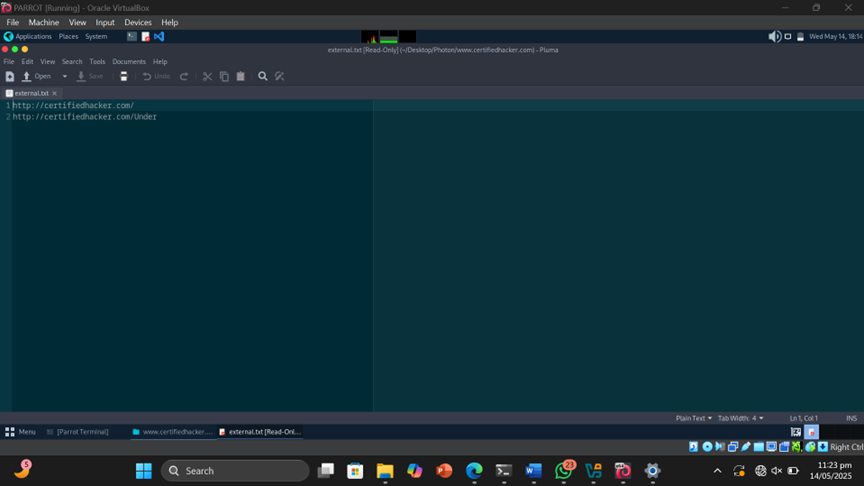 PARROT [Running] - Oracle VirtualBox
File Machine View Input Devices Help
Applications Places System
Wed May 14, 18:14
external.txt [Read-Only] (~/Desktop/Photon/www.certifiedhacker.com) - Pluma
File Edit View Search Tools Documents Help
Open Save Undo
external.txt
1 http://certifiedhacker.com/
2 http://certifiedhacker.com/Under
Plain Text Tab Width: 4 Ln 1, Col 1 INS
Menu [Parrot Terminal] www.certifiedhacker.... external.txt [Read-Onl...
Right Ctrl
5
Search
23
11:23 pm
14/05/2025